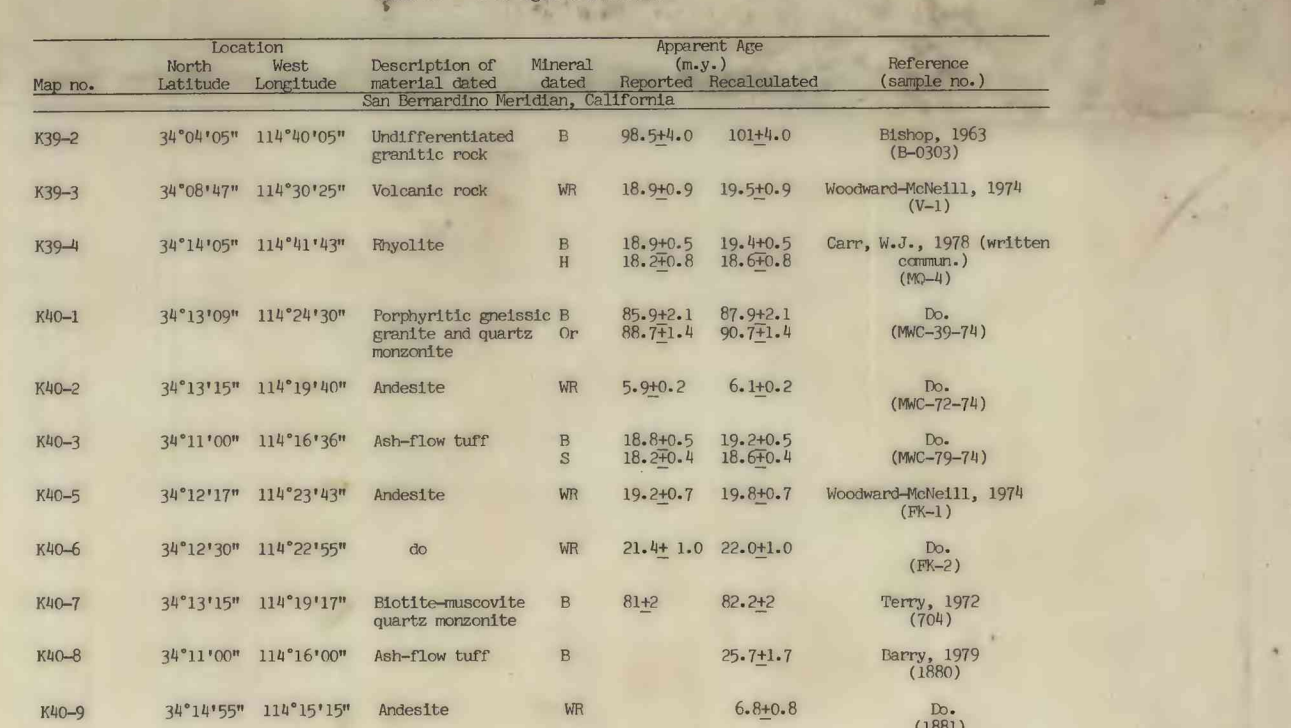 Location Apparent Age
North West Description of Mineral (m.y.) Reference
Map no. Latitude Longitude material dated dated Reported Recalculated (sample no.)
San Bernardino Meridian, California
K39-2 34°04'05" 114°40'05" Undifferentiated B 98.5±4.0 101±4.0 Bishop, 1963
granitic rock (B-0303)
K39-3 34°08'47" 114°30'25" Volcanic rock WR 18.9±0.9 19.5±0.9 Woodward-McNeill, 1974
(V-1)
K39-4 34°14'05" 114°41'43" Rhyolite B 18.9±0.5 19.4±0.5 Carr, W.J., 1978 (written
H 18.2±0.8 18.6±0.8 commun.)
(MO-4)
K40-1 34°13'09" 114°24'30" Porphyritic gneissic B 85.9±2.1 87.9±2.1 Do.
granite and quartz Or 88.7±1.4 90.7±1.4 (MWC-39-74)
monzonite
K40-2 34°13'15" 114°19'40" Andesite WR 5.9±0.2 6.1±0.2 Do.
(MWC-72-74)
K40-3 34°11'00" 114°16'36" Ash-flow tuff B 18.8±0.5 19.2±0.5 Do.
S 18.2±0.4 18.6±0.4 (MWC-79-74)
K40-5 34°12'17" 114°23'43" Andesite WR 19.2±0.7 19.8±0.7 Woodward-McNeill, 1974
(FK-1)
K40-6 34°12'30" 114°22'55" do WR 21.4± 1.0 22.0±1.0 Do.
(FK-2)
K40-7 34°13'15" 114°19'17" Biotite-muscovite B 81±2 82.2±2 Terry, 1972
quartz monzonite (704)
K40-8 34°11'00" 114°16'00" Ash-flow tuff B 25.7±1.7 Barry, 1979
(1880)
K40-9 34°14'55" 114°15'15" Andesite WR 6.8±0.8 Do.
(1881)